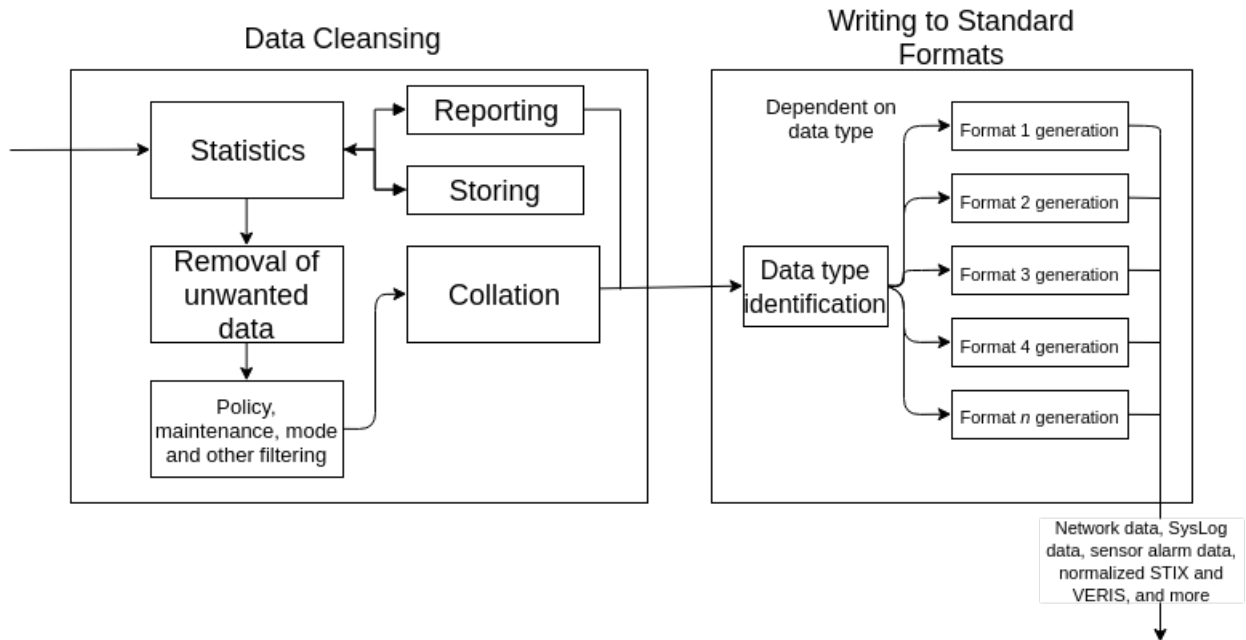 Data Cleansing
Writing to Standard
Formats
Statistics
Reporting
Storing
Removal of
unwanted
data
Collation
Policy,
maintenance, mode
and other filtering
Dependent on
data type
Data type
identification
Format 1 generation
Format 2 generation
Format 3 generation
Format 4 generation
Format n generation
Network data, SysLog
data, sensor alarm data,
normalized STIX and
VERIS, and more